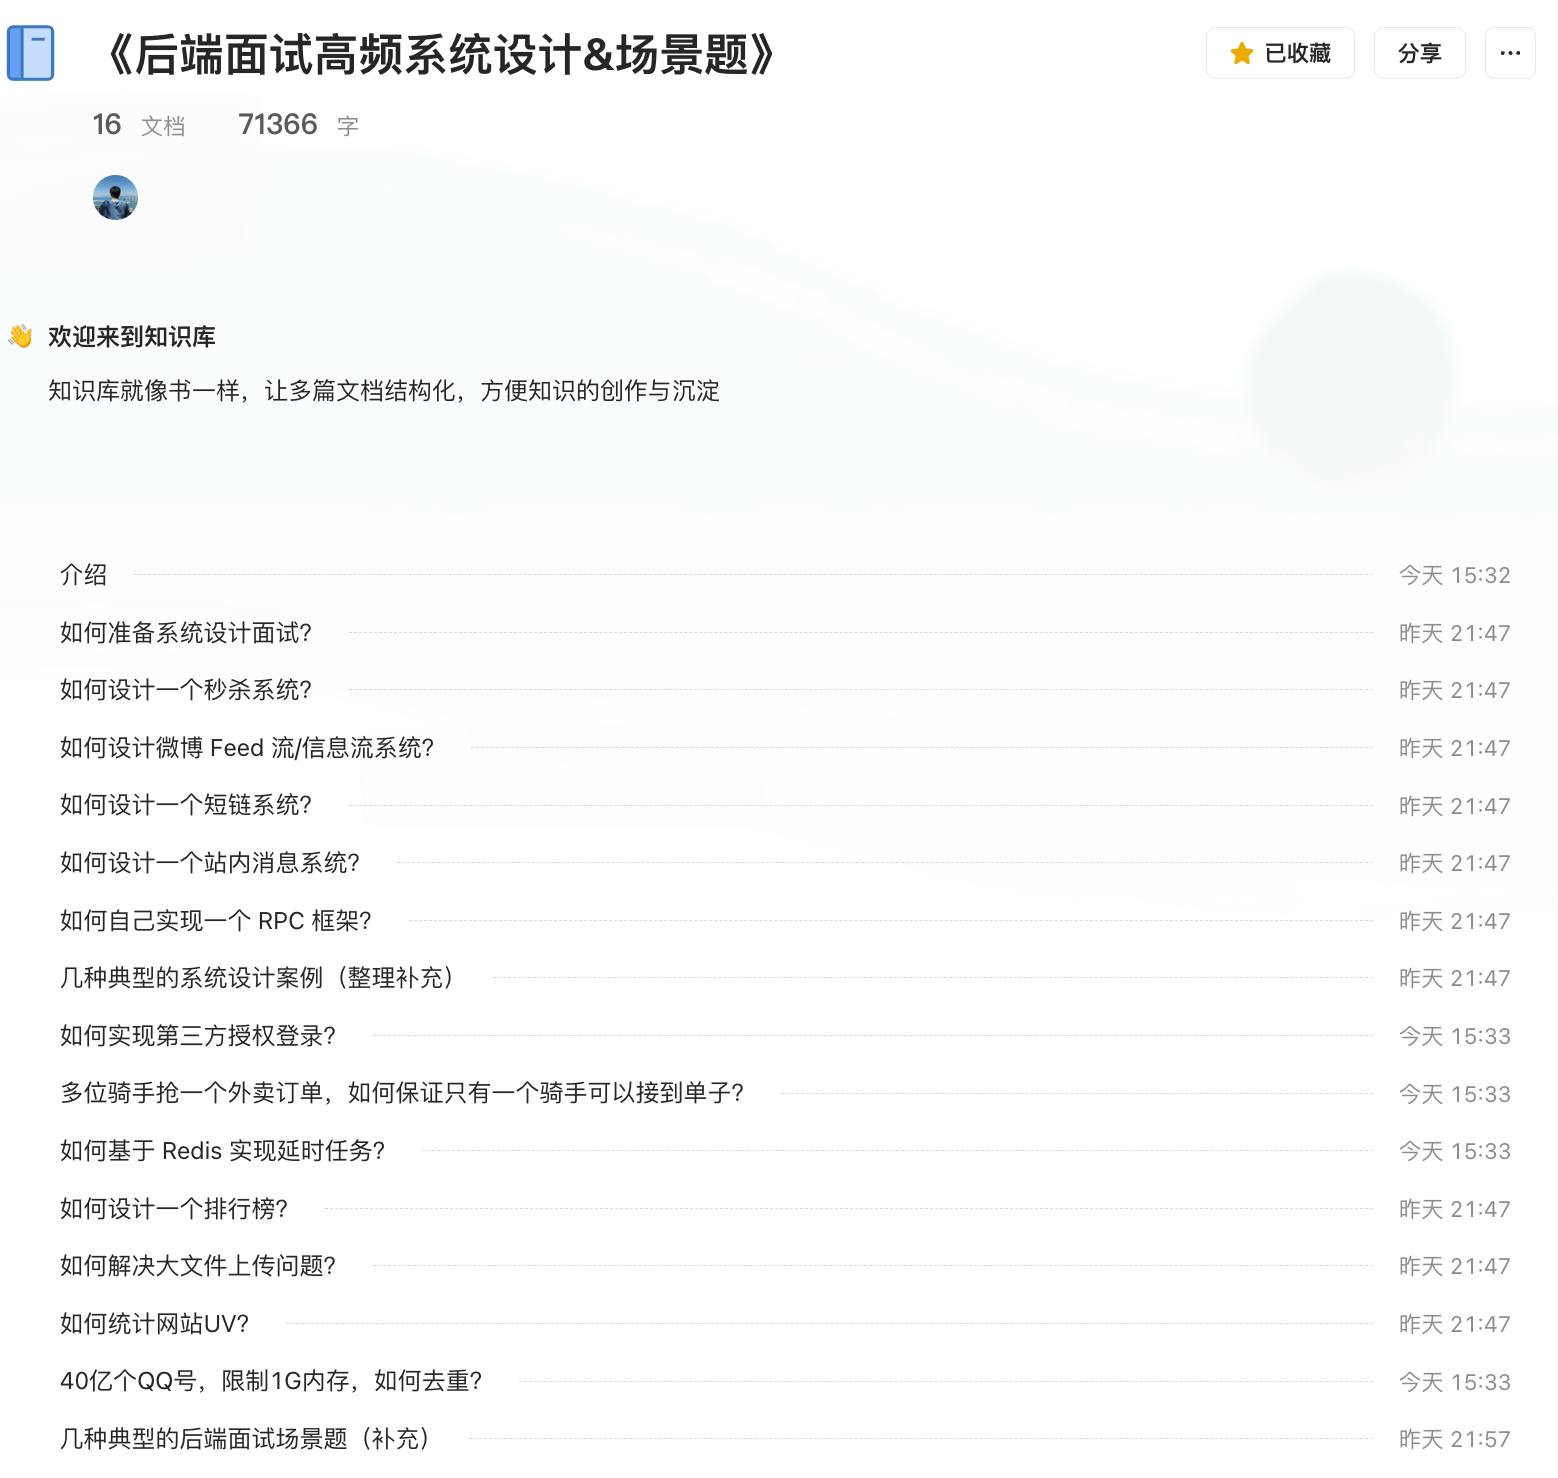 《后端面试高频系统设计&场景题》
已收藏
分享
16 文档 71366 字
👋 欢迎来到知识库
知识库就像书一样，让多篇文档结构化，方便知识的创作与沉淀
介绍 今天 15:32
如何准备系统设计面试? 昨天 21:47
如何设计一个秒杀系统? 昨天 21:47
如何设计微博 Feed 流/信息流系统? 昨天 21:47
如何设计一个短链系统? 昨天 21:47
如何设计一个站内消息系统? 昨天 21:47
如何自己实现一个 RPC 框架? 昨天 21:47
几种典型的系统设计案例（整理补充） 昨天 21:47
如何实现第三方授权登录? 今天 15:33
多位骑手抢一个外卖订单，如何保证只有一个骑手可以接到单子? 今天 15:33
如何基于 Redis 实现延时任务? 今天 15:33
如何设计一个排行榜? 昨天 21:47
如何解决大文件上传问题? 昨天 21:47
如何统计网站UV? 昨天 21:47
40亿个QQ号，限制1G内存，如何去重? 今天 15:33
几种典型的后端面试场景题（补充） 昨天 21:57